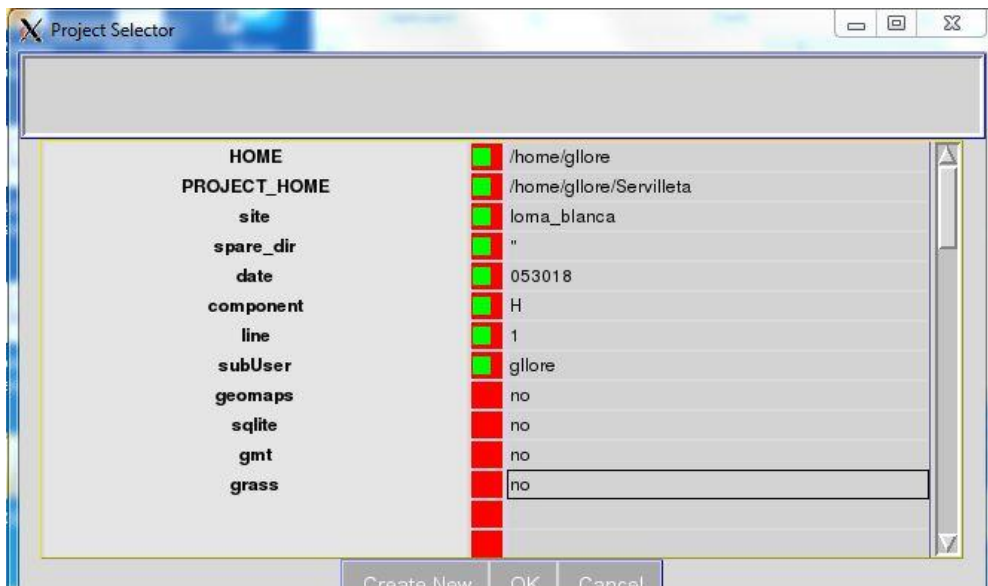 Project Selector
HOME /home/gllore
PROJECT_HOME /home/gllore/Servilleta
site loma_blanca
spare_dir "
date 053018
component H
line 1
subUser gllore
geomaps no
sqlite no
gmt no
grass no
Create New OK Cancel